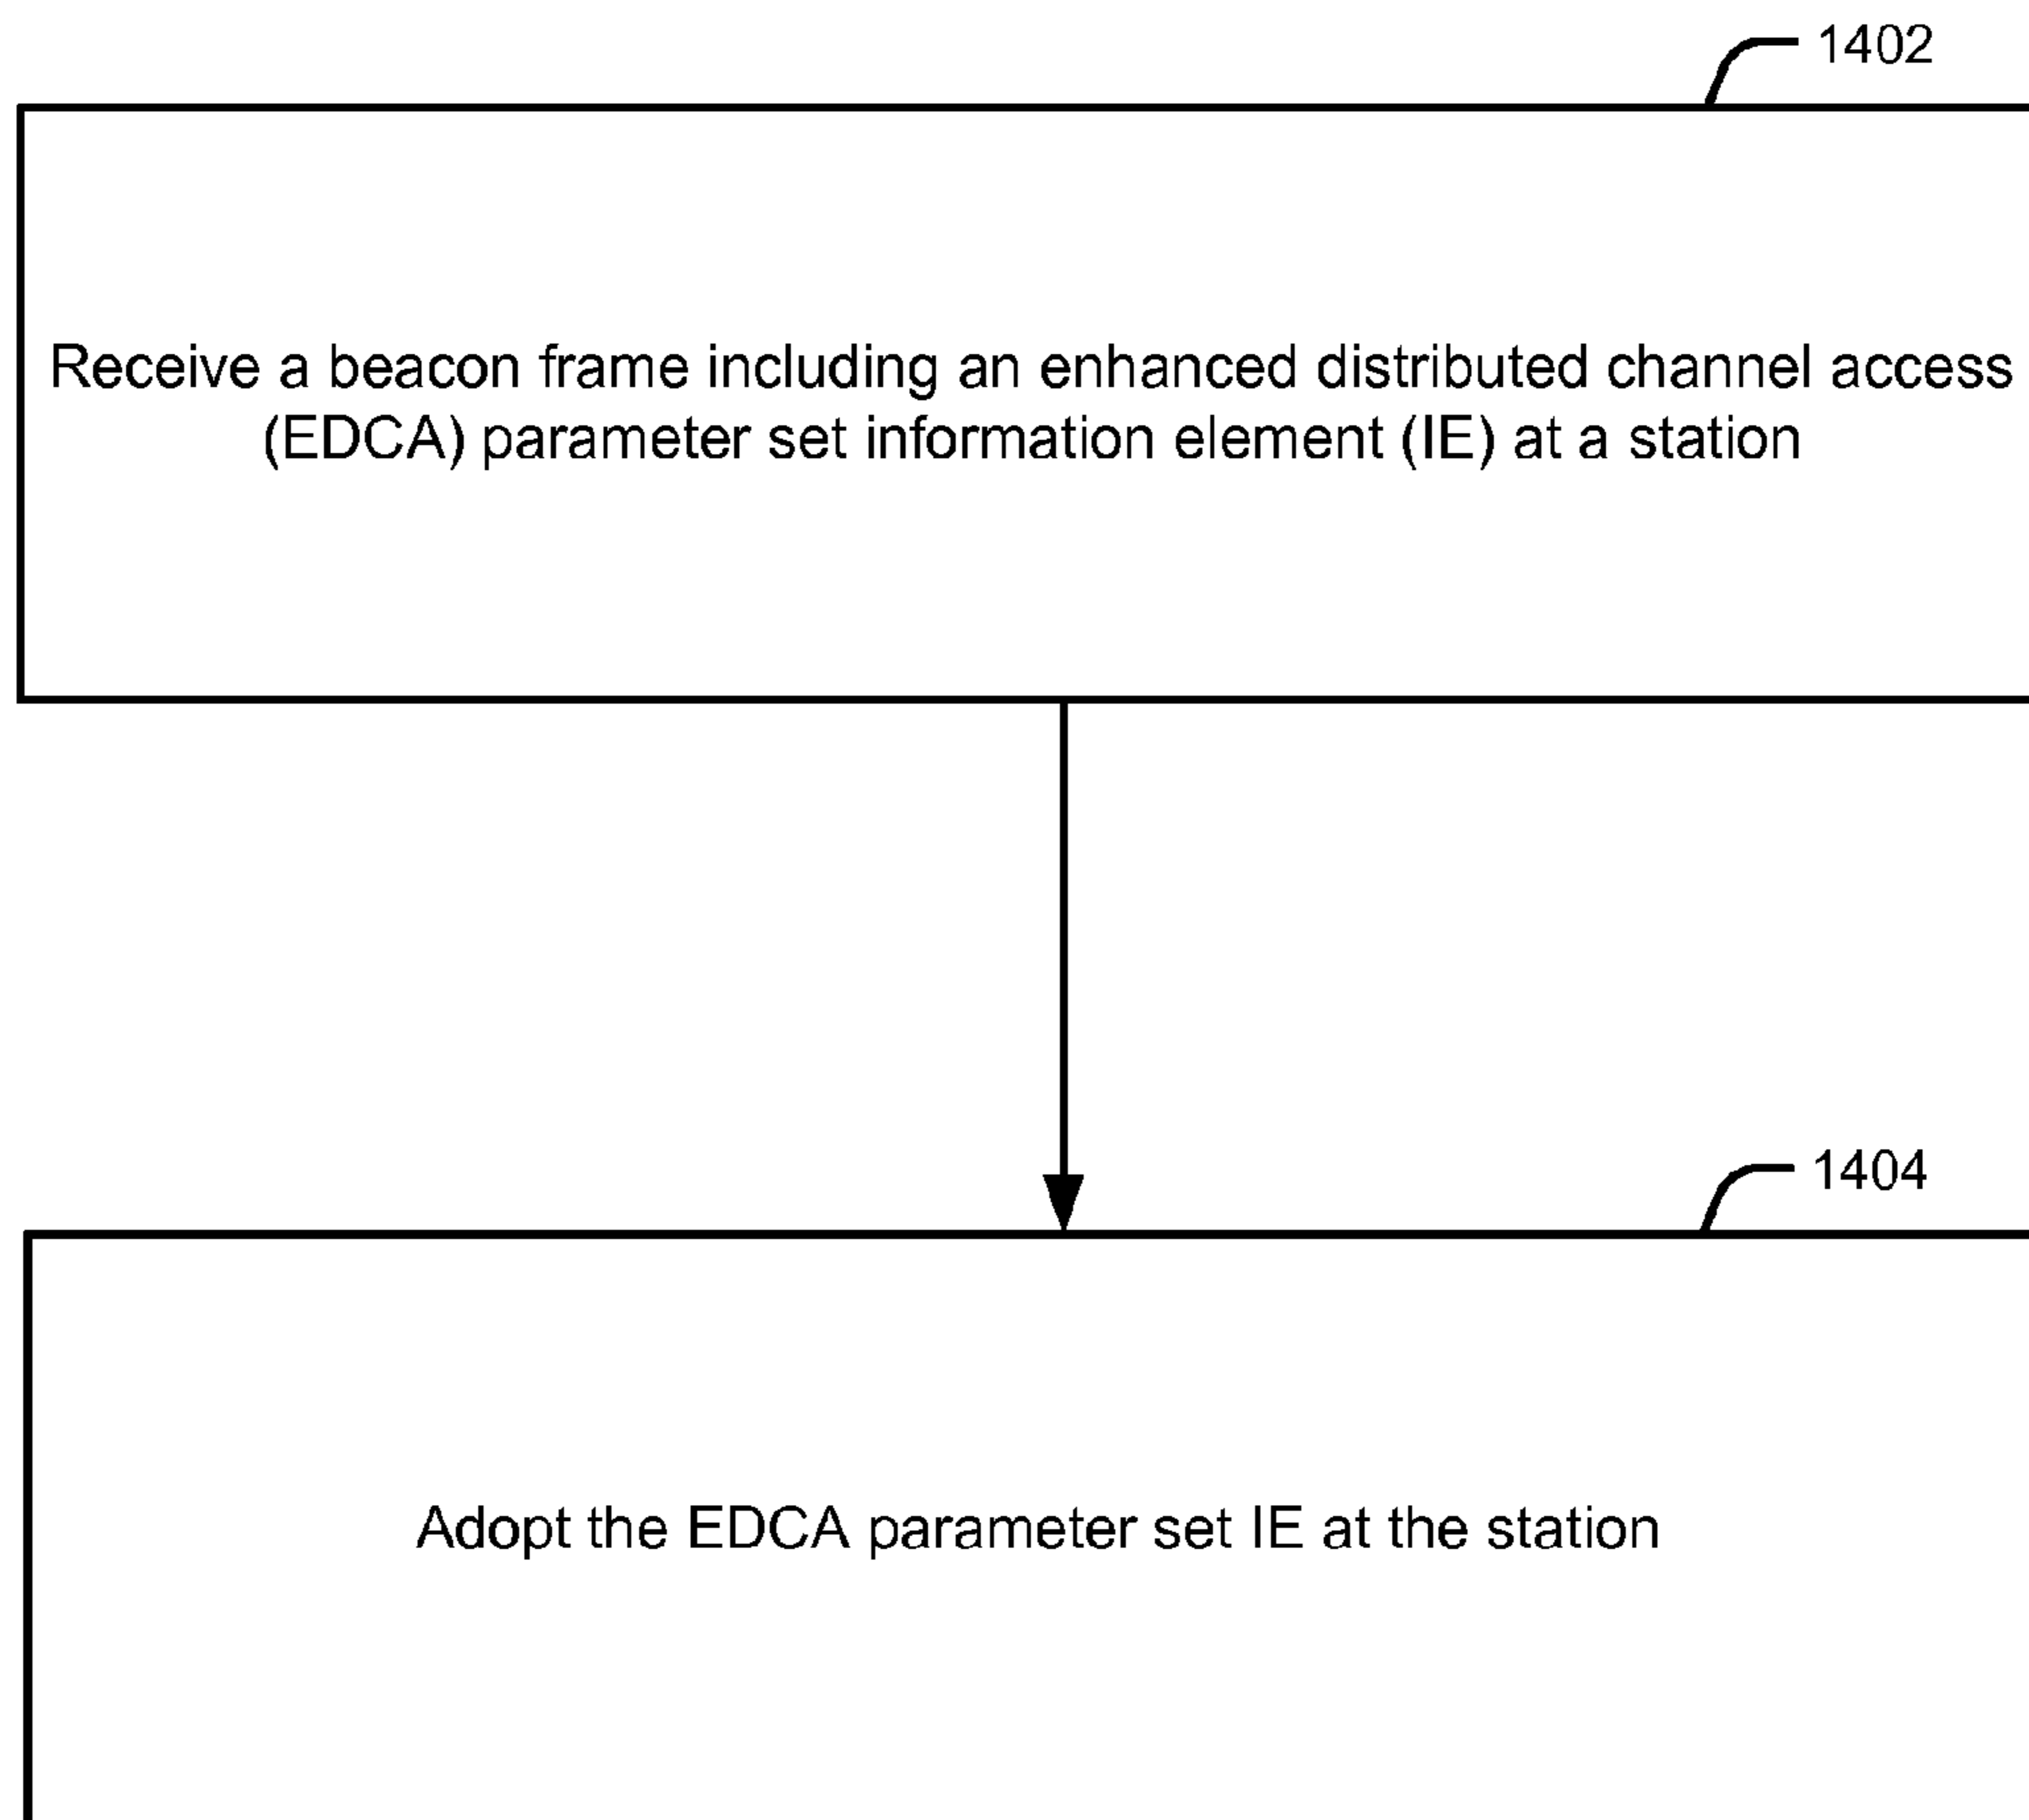 1402
Receive a beacon frame including an enhanced distributed channel access
(EDCA) parameter set information element (IE) at a station
1404
Adopt the EDCA parameter set IE at the station